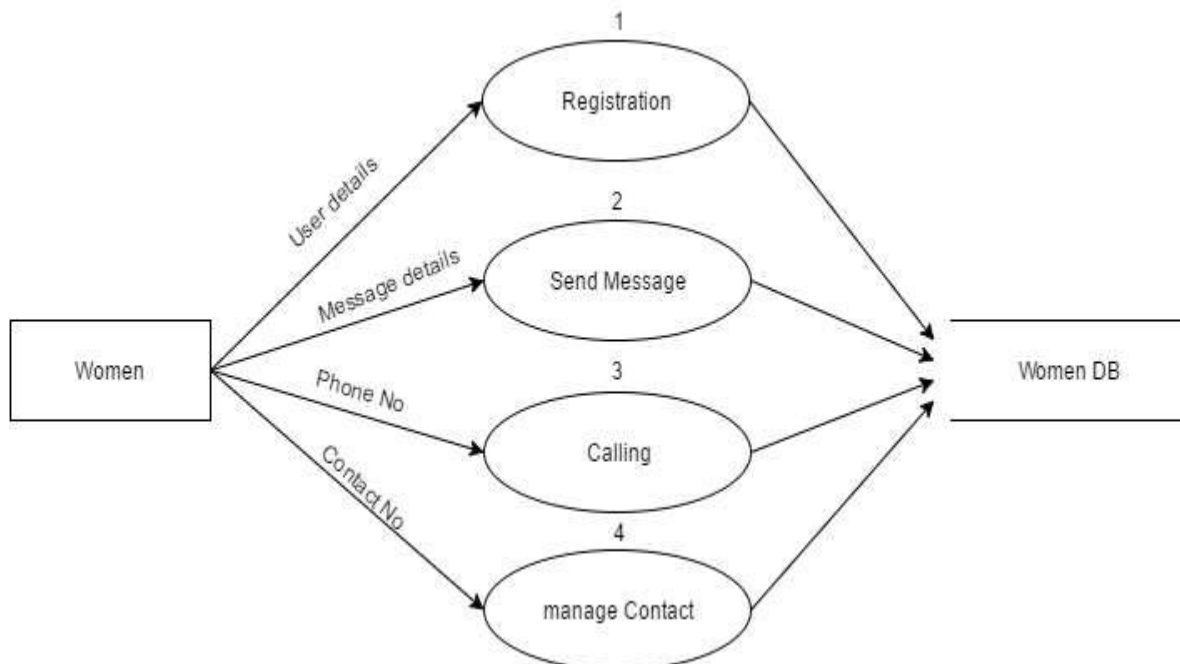 1
Registration
User details
2
Send Message
Message details
Women
Women DB
3
Phone No
Calling
Contact No
4
manage Contact